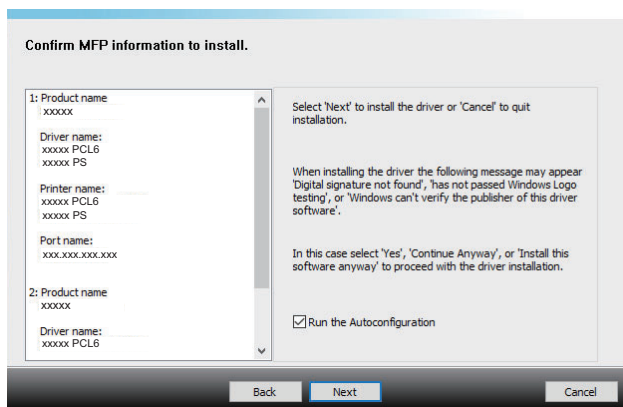 Confirm MFP information to install.
1: Product name
xxxxx
Driver name:
xxxxx PCL6
xxxxx PS
Printer name:
xxxxx PCL6
xxxxx PS
Port name:
xxx.xxx.xxx.xxx
2: Product name
xxxxx
Driver name:
xxxxx PCL6
Select 'Next' to install the driver or 'Cancel' to quit
installation.
When installing the driver the following message may appear
'Digital signature not found', 'has not passed Windows Logo
testing', or 'Windows can't verify the publisher of this driver
software'.
In this case select 'Yes', 'Continue Anyway', or 'Install this
software anyway' to proceed with the driver installation.
Run the Autoconfiguration
Back
Next
Cancel